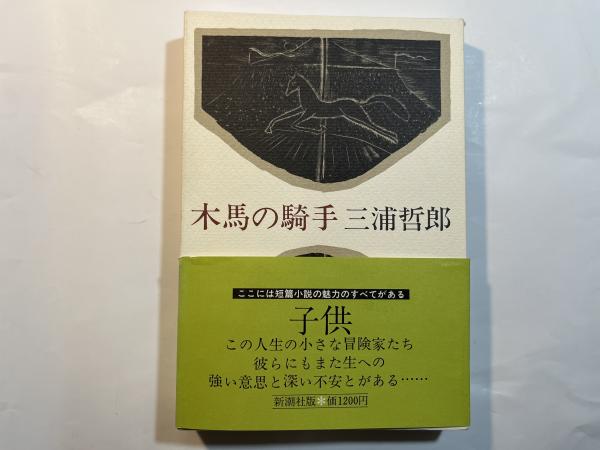 木馬の騎手 三浦哲郎
ここには短篇小説の魅力のすべてがある
子供
この人生の小さな冒険家たち
彼らにもまた生への
強い意思と深い不安とがある……
新潮社版※価1200円